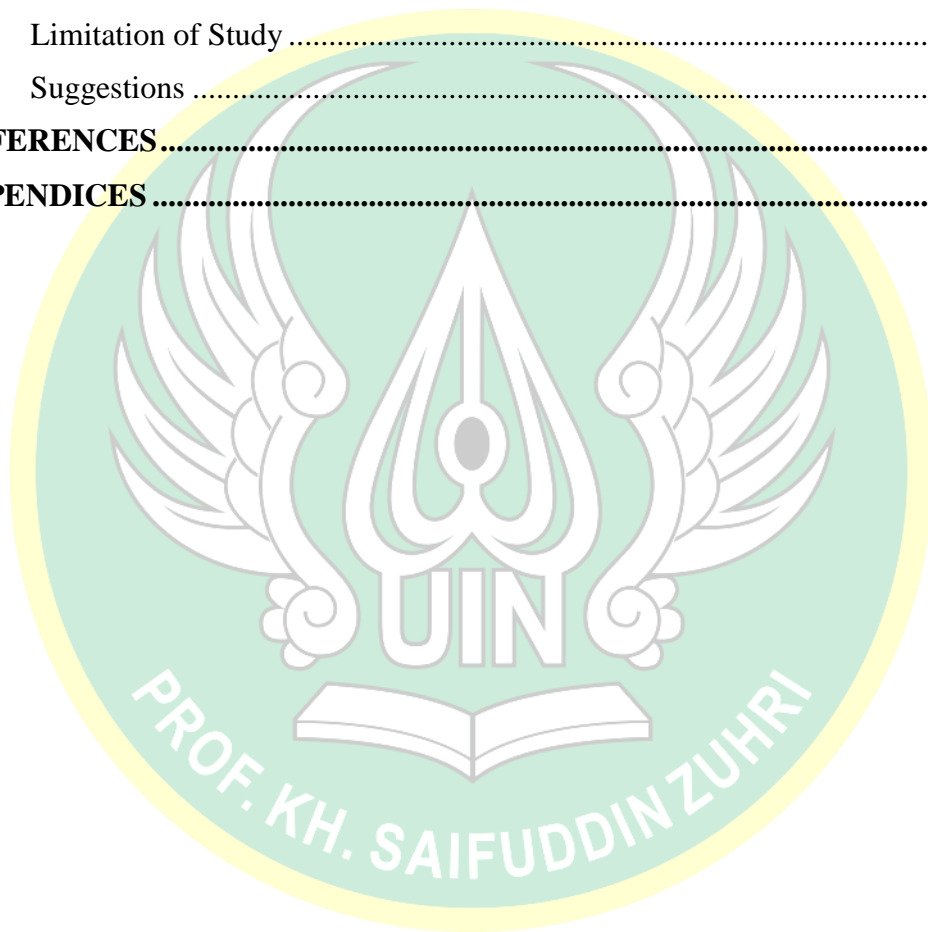 Limitation of Study ........................................................................................
Suggestions ....................................................................................................
FERENCES ....................................................................................................
PENDICES .....................................................................................................
UIN
PROF. KH. SAIFUDDIN ZUHRI